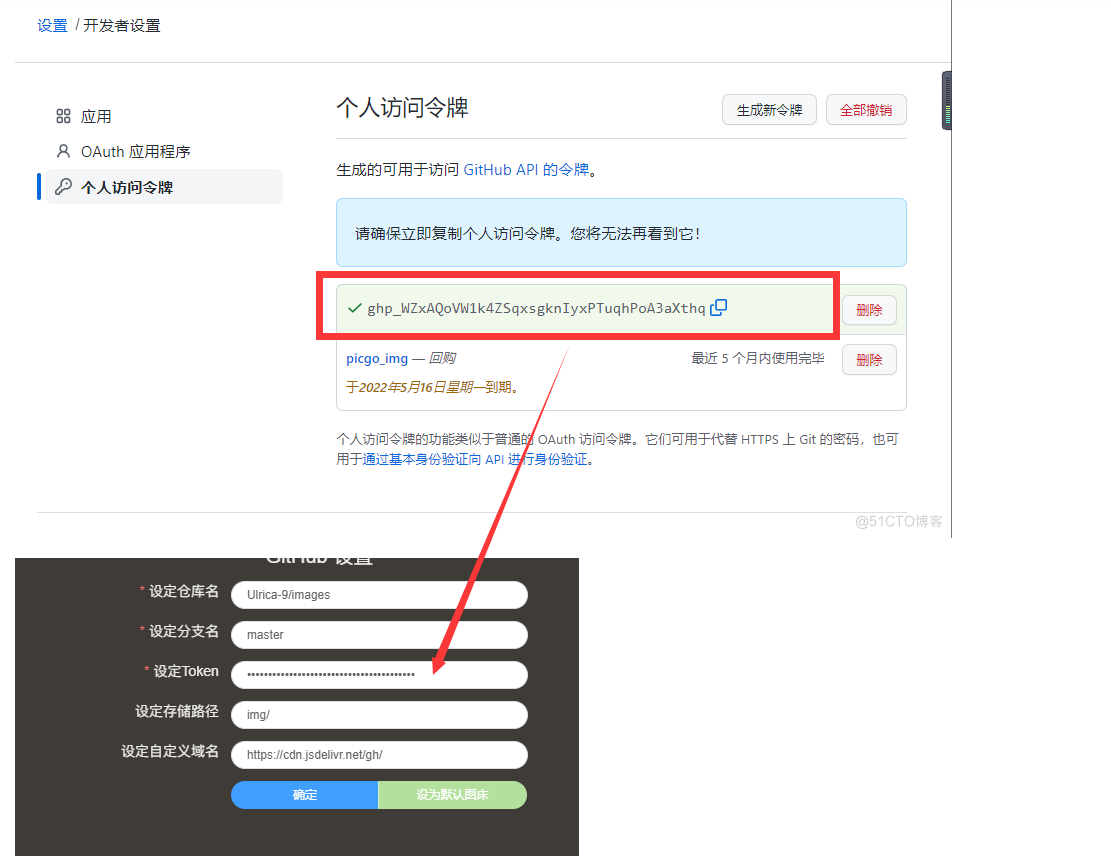 设置 / 开发者设置
应用
OAuth 应用程序
个人访问令牌
个人访问令牌
生成新令牌
全部撤销
生成的可用于访问 GitHub API 的令牌。
请确保立即复制个人访问令牌。您将无法再看到它!
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
删除
picgo_img — 回购
最近 5 个月内使用完毕
删除
于2022年5月16日星期一到期。
个人访问令牌的功能类似于普通的 OAuth 访问令牌。它们可用于代替 HTTPS 上 Git 的密码，也可
用于通过基本身份验证向 API 进行身份验证。
@51CTO博客
GitHub 设置
* 设定仓库名
Ulrica-9/images
* 设定分支名
master
* 设定Token
设定存储路径
img/
设定自定义域名
https://cdn.jsdelivr.net/gh/
确定
设为默认图床